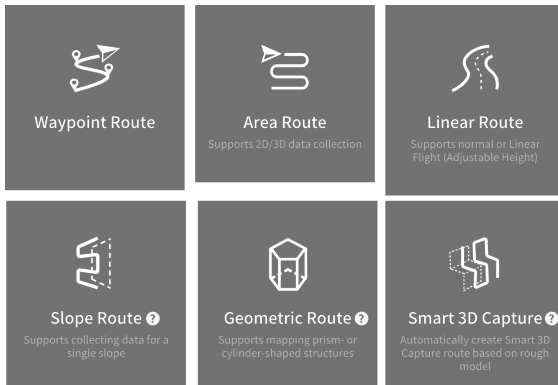 Waypoint Route
Area Route
Supports 2D/3D data collection
Linear Route
Supports normal or Linear
Flight (Adjustable Height)
Slope Route ?
Supports collecting data for a
single slope
Geometric Route ?
Supports mapping prism- or
cylinder-shaped structures
Smart 3D Capture ?
Automatically create Smart 3D
Capture route based on rough
model